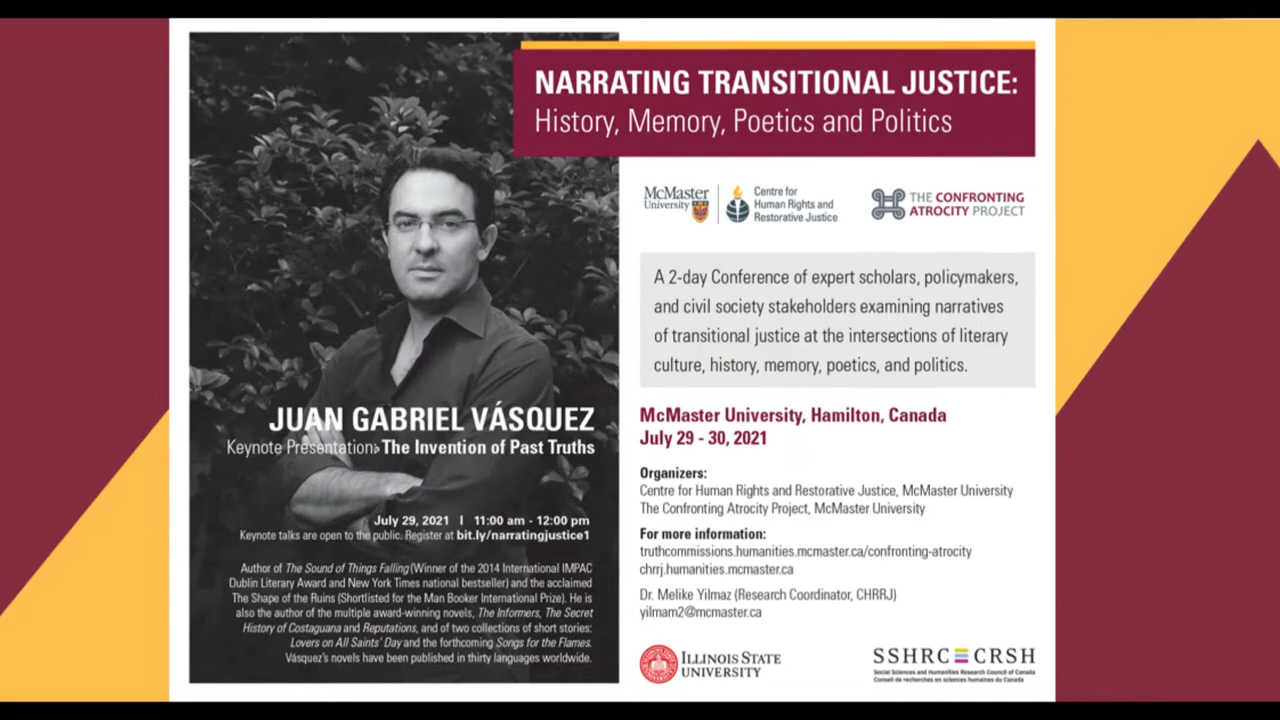 NARRATING TRANSITIONAL JUSTICE:
History, Memory, Poetics and Politics
McMaster
University
Centre for
Human Rights and
Restorative Justice
THE CONFRONTING
ATROCITY PROJECT
A 2-day Conference of expert scholars, policymakers,
and civil society stakeholders examining narratives
of transitional justice at the intersections of literary
culture, history, memory, poetics, and politics.
JUAN GABRIEL VÁSQUEZ
Keynote Presentation: The Invention of Past Truths
July 29, 2021 | 11:00 am - 12:00 pm
Keynote talks are open to the public. Register at bit.ly/narratingjustice1
Author of The Sound of Things Falling (Winner of the 2014 International IMPAC
Dublin Literary Award and New York Times national bestseller) and the acclaimed
The Shape of the Ruins (Shortlisted for the Man Booker International Prize). He is
also the author of the multiple award-winning novels, The Informers, The Secret
History of Costaguana and Reputations, and of two collections of short stories:
Lovers on All Saints' Day and the forthcoming Songs for the Flames.
Vásquez's novels have been published in thirty languages worldwide.
McMaster University, Hamilton, Canada
July 29 - 30, 2021
Organizers:
Centre for Human Rights and Restorative Justice, McMaster University
The Confronting Atrocity Project, McMaster University
For more information:
truthcommissions.humanities.mcmaster.ca/confronting-atrocity
chrrj.humanities.mcmaster.ca
Dr. Melike Yilmaz (Research Coordinator, CHRRJ)
yilmam2@mcmaster.ca
ILLINOIS STATE
UNIVERSITY
SSHRC CRSH
Social Sciences and Humanities Research Council of Canada
Conseil de recherches en sciences humaines du Canada